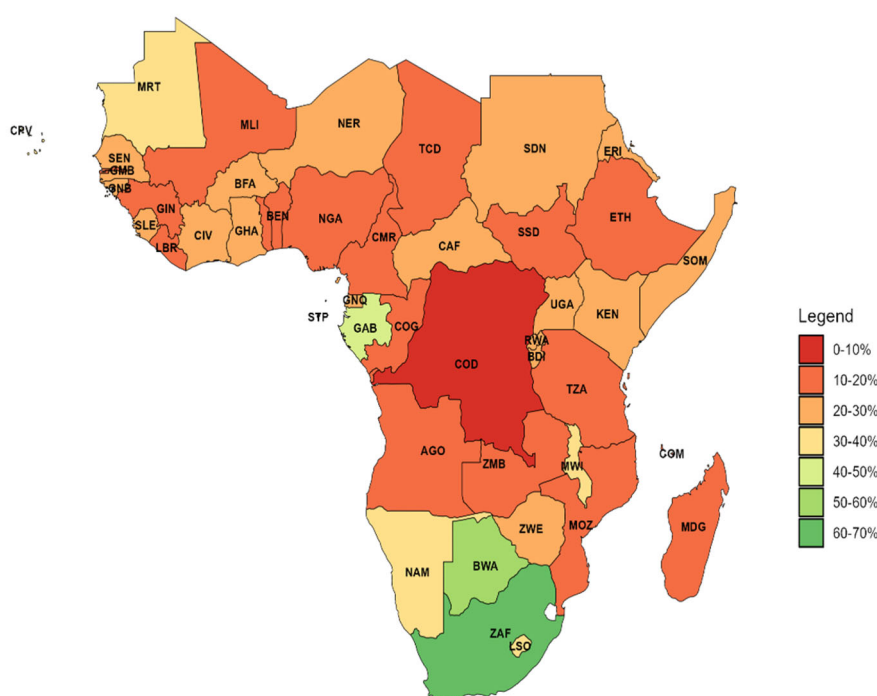 MRT
CPV
MLI
NER
TCD
SDN
ERI
SEN
GMB
GNB
BFA
GIN
BEN
NGA
ETH
SLE
CIV
GHA
LBR
CMR
CAF
SSD
SOM
GNQ
UGA
KEN
STP
GAB
COG
RWA
BDI
COD
TZA
AGO
ZMB
MWI
COM
MOZ
MDG
ZWE
NAM
BWA
ZAF
LSO
Legend
0-10%
10-20%
20-30%
30-40%
40-50%
50-60%
60-70%